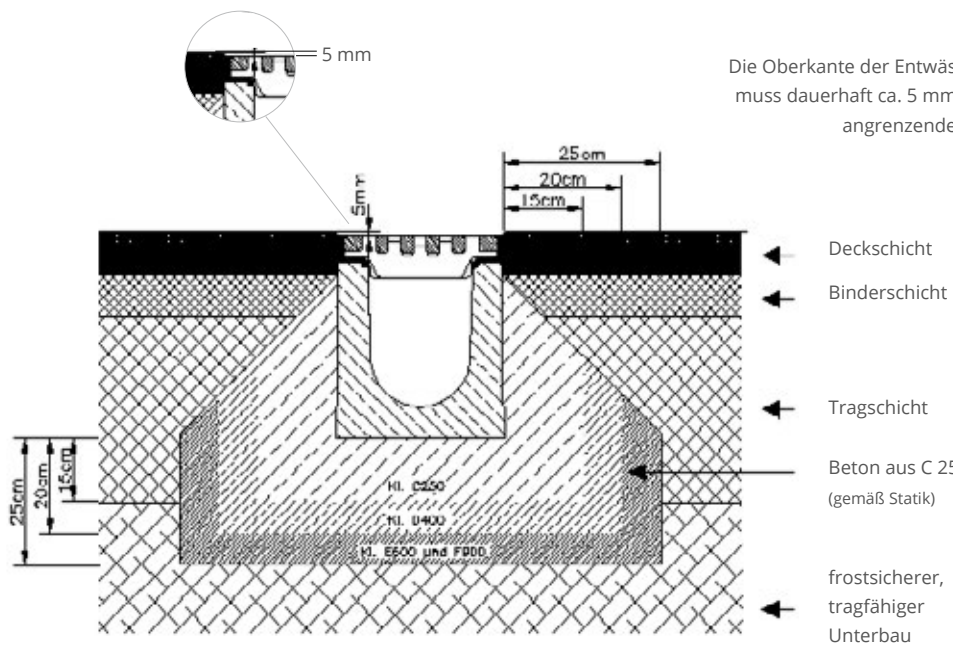 5 mm
Die Oberkante der Entwäs
muss dauerhaft ca. 5 mm
angrenzende
25cm
20cm
15cm
5mm
Deckschicht
Binderschicht
Tragschicht
Beton aus C 25
(gemäß Statik)
25cm
20cm
15cm
Kl. C250
Kl. D400
Kl. E600 und F900
frostsicherer,
tragfähiger
Unterbau